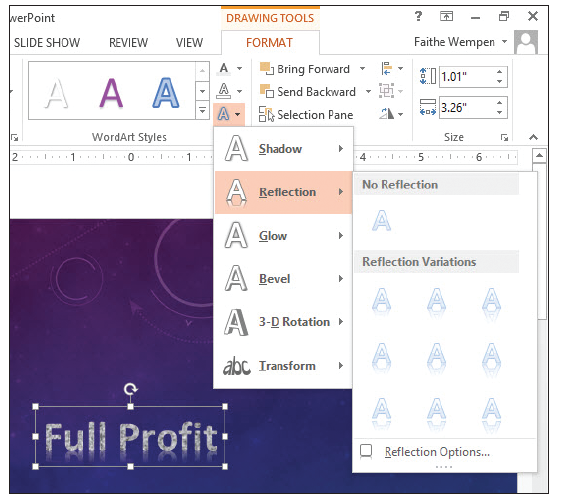 werPoint
DRAWING TOOLS
?
SLIDE SHOW REVIEW VIEW FORMAT Faithe Wempen
A A A
A
A
A
Bring Forward
Send Backward
Selection Pane
1.01"
3.26"
WordArt Styles
Size
2 1 0 4 5 6
A Shadow
A Reflection
A Glow
A Bevel
A 3-D Rotation
abc Transform
No Reflection
A
Reflection Variations
A A A
A A A
A A A
Reflection Options...
Full Profit